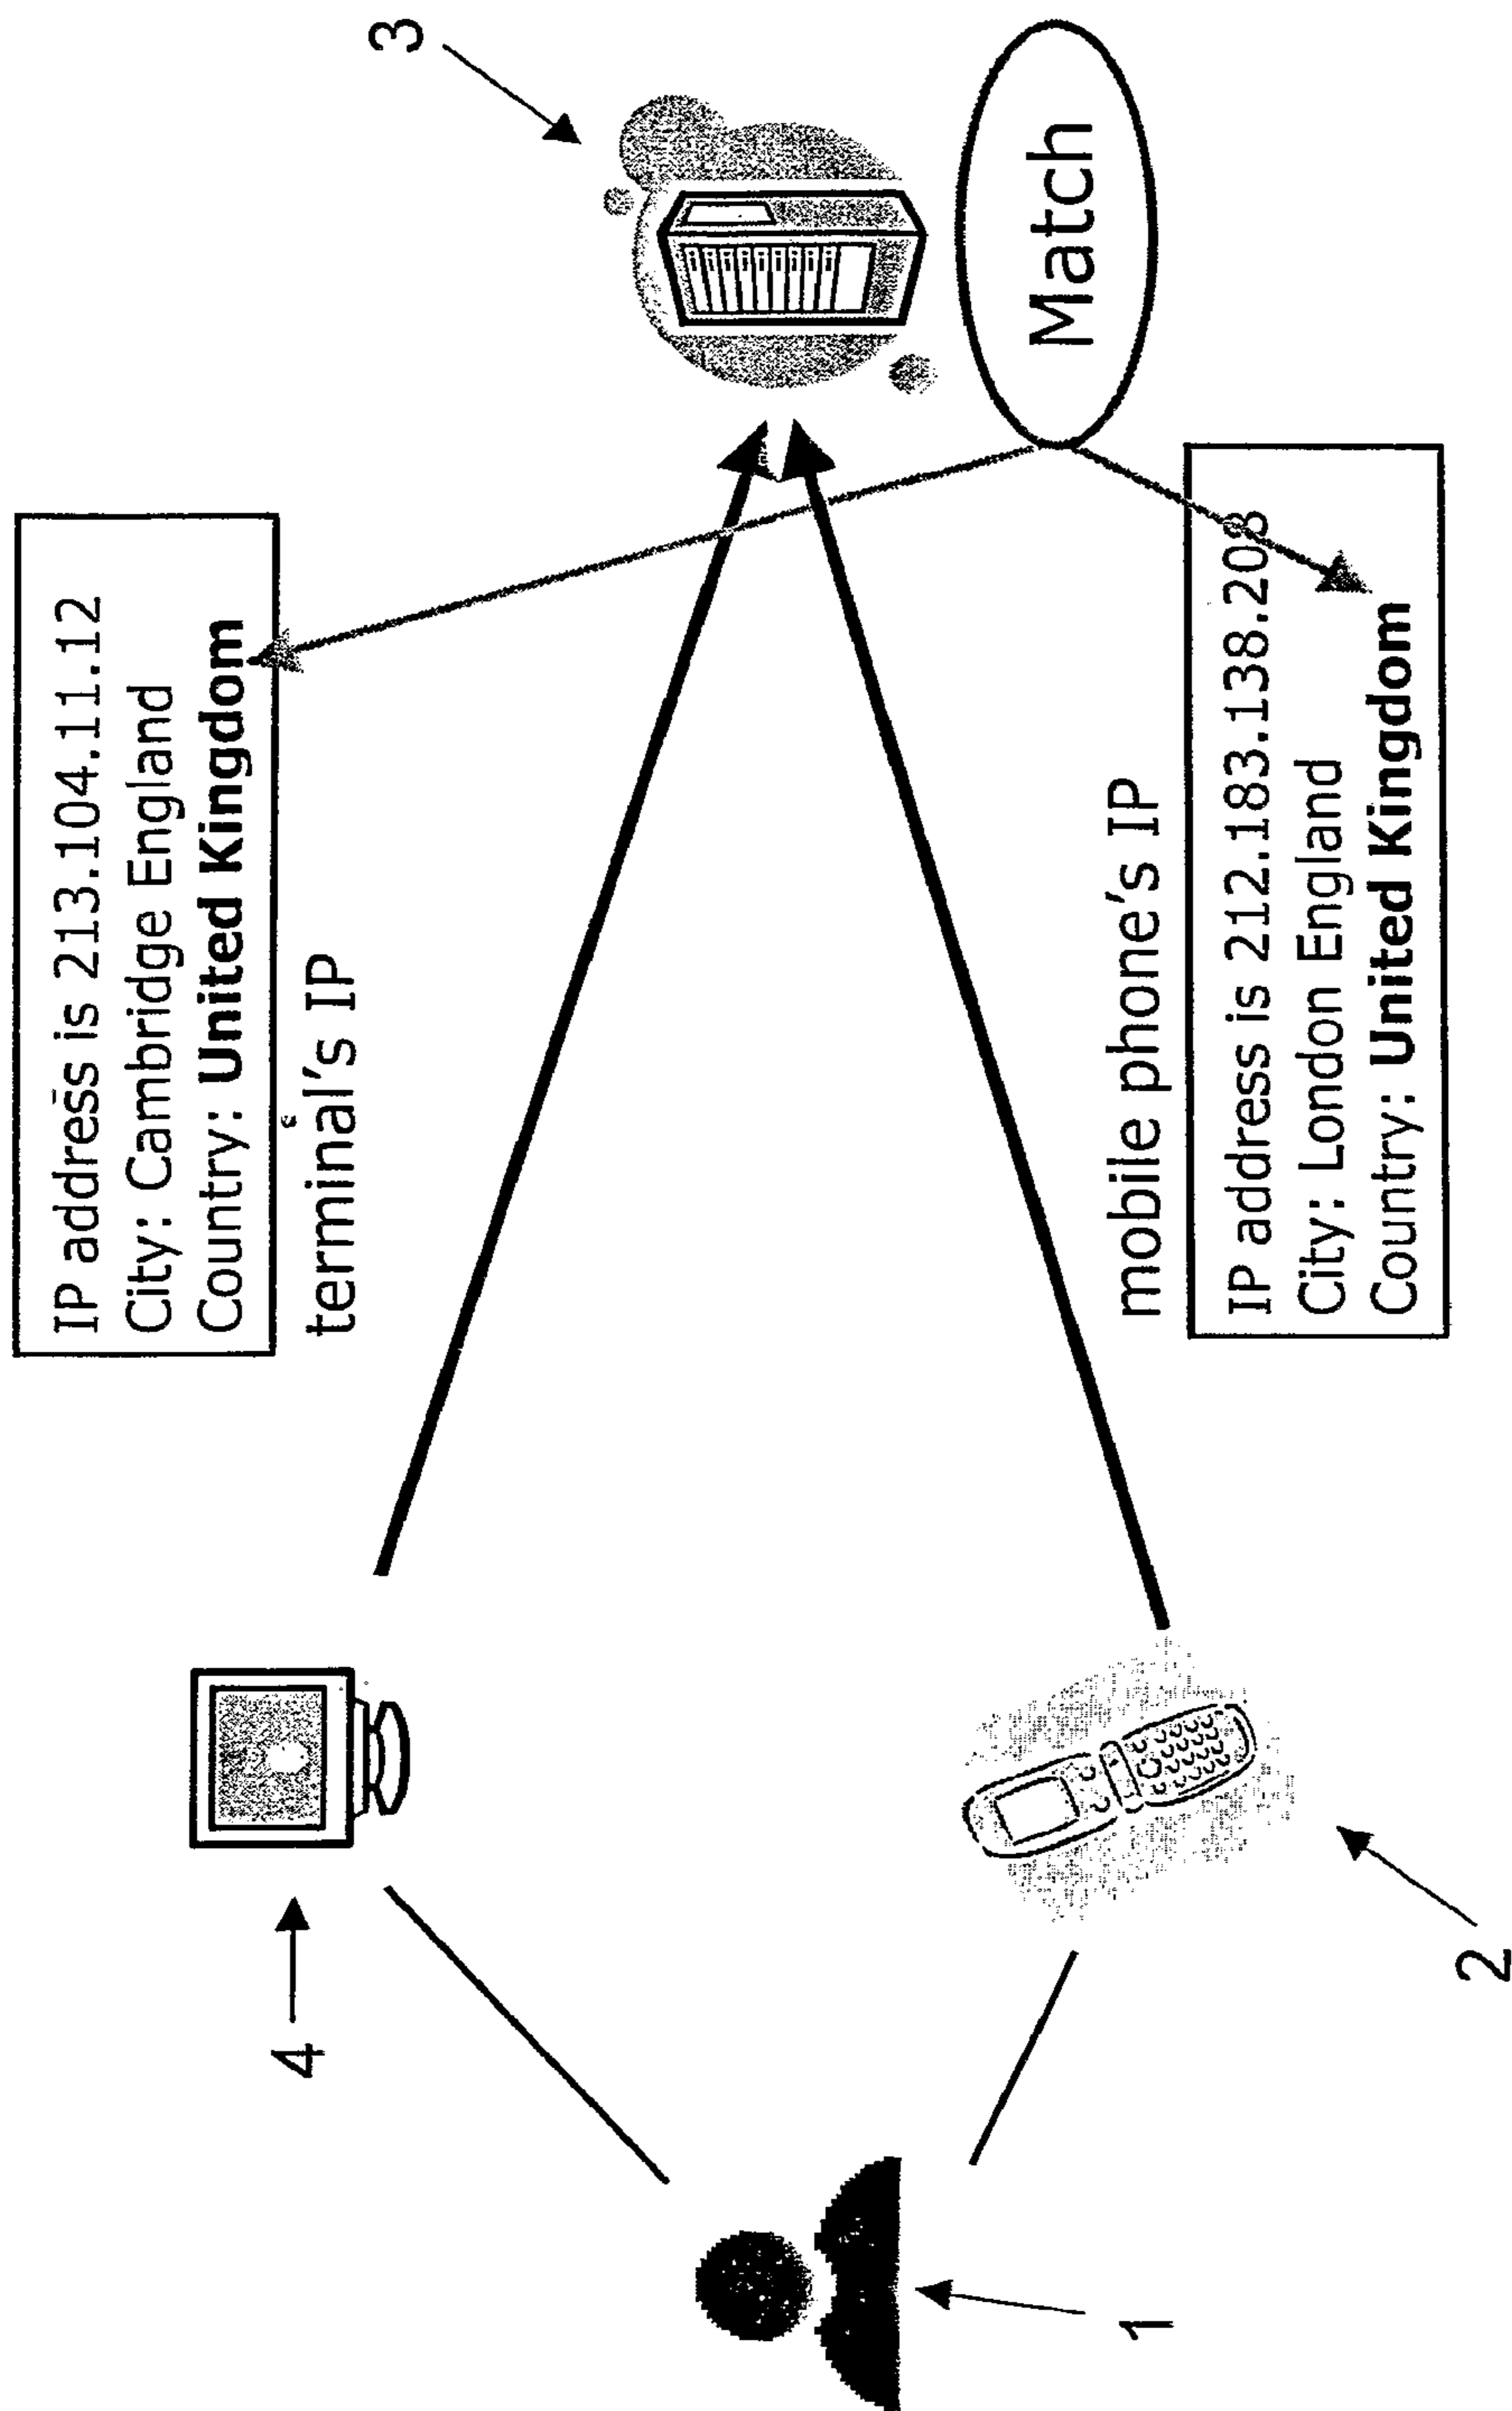 IP address is 213.104.11.12
City: Cambridge England
Country: United Kingdom
terminal's IP
3
4
Match
mobile phone's IP
IP address is 212.183.138.208
City: London England
Country: United Kingdom
1
2